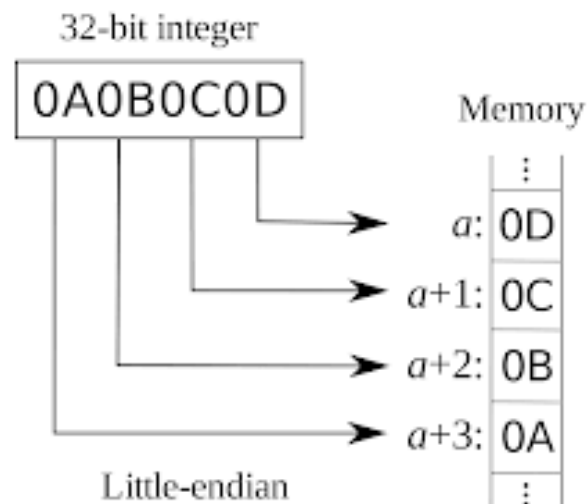 32-bit integer
0A0B0C0D
Memory
⋮
a: 0D
a+1: 0C
a+2: 0B
a+3: 0A
⋮
Little-endian